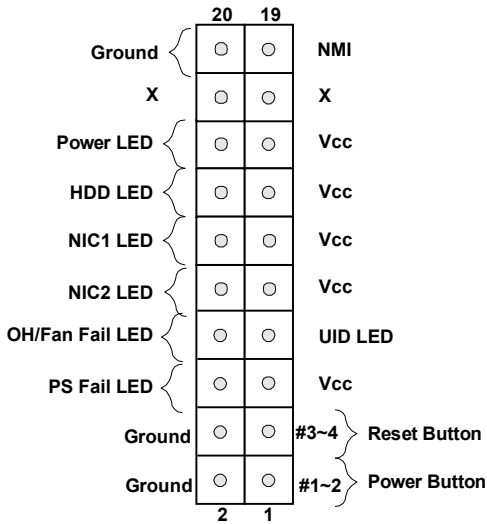 20 19
Ground NMI
X X
Power LED Vcc
HDD LED Vcc
NIC1 LED Vcc
NIC2 LED Vcc
OH/Fan Fail LED UID LED
PS Fail LED Vcc
Ground #3~4 Reset Button
Ground #1~2 Power Button
2 1